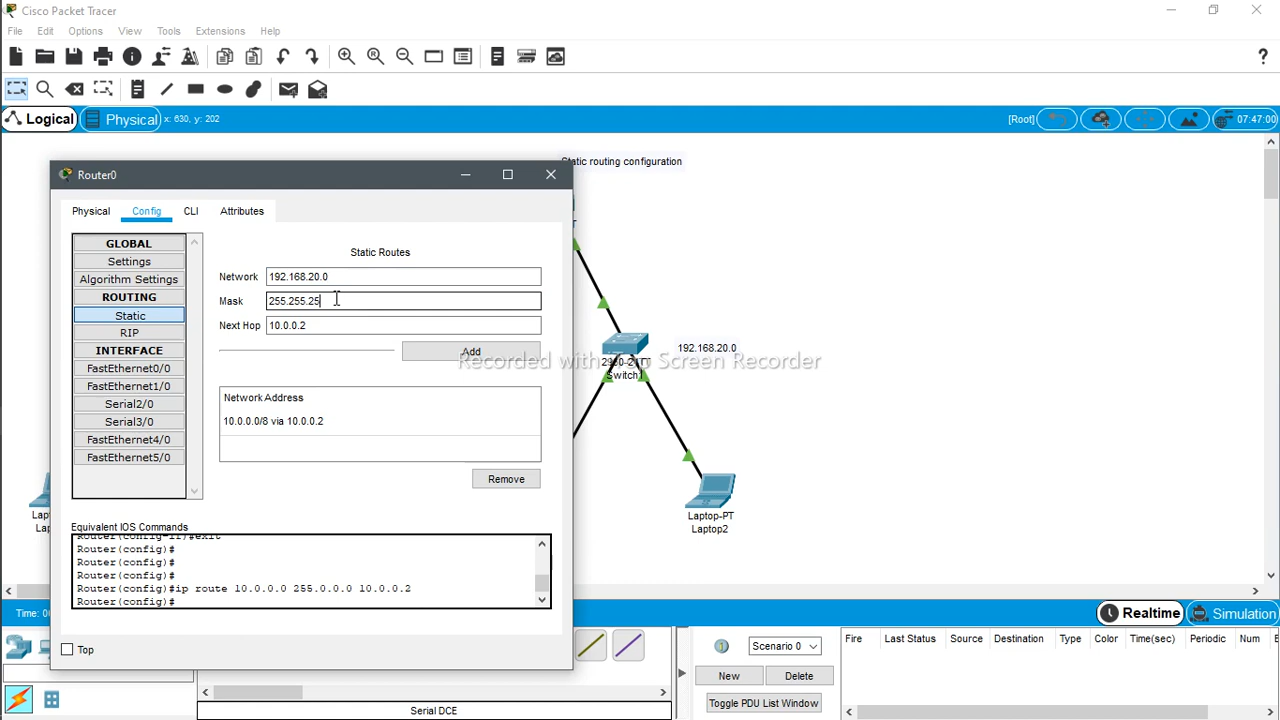 Cisco Packet Tracer
File Edit Options View Tools Extensions Help
?
Logical Physical x: 630, y: 202 [Root] 07:47:00
Static routing configuration
Router0
Physical Config CLI Attributes
GLOBAL
Settings
Algorithm Settings
ROUTING
Static
RIP
INTERFACE
FastEthernet0/0
FastEthernet1/0
Serial2/0
Serial3/0
FastEthernet4/0
FastEthernet5/0
Static Routes
Network 192.168.20.0
Mask 255.255.25
Next Hop 10.0.0.2
Add
Network Address
10.0.0.0/8 via 10.0.0.2
Remove
Equivalent IOS Commands
Router(config-if)#exit
Router(config)#
Router(config)#
Router(config)#
Router(config)#ip route 10.0.0.0 255.0.0.0 10.0.0.2
Router(config)#
Top
192.168.20.0
Switch1
Laptop-PT
Laptop2
Recorded with Screen Recorder
Realtime Simulation
Time:
Scenario 0
New Delete
Toggle PDU List Window
Fire Last Status Source Destination Type Color Time(sec) Periodic Num
Serial DCE